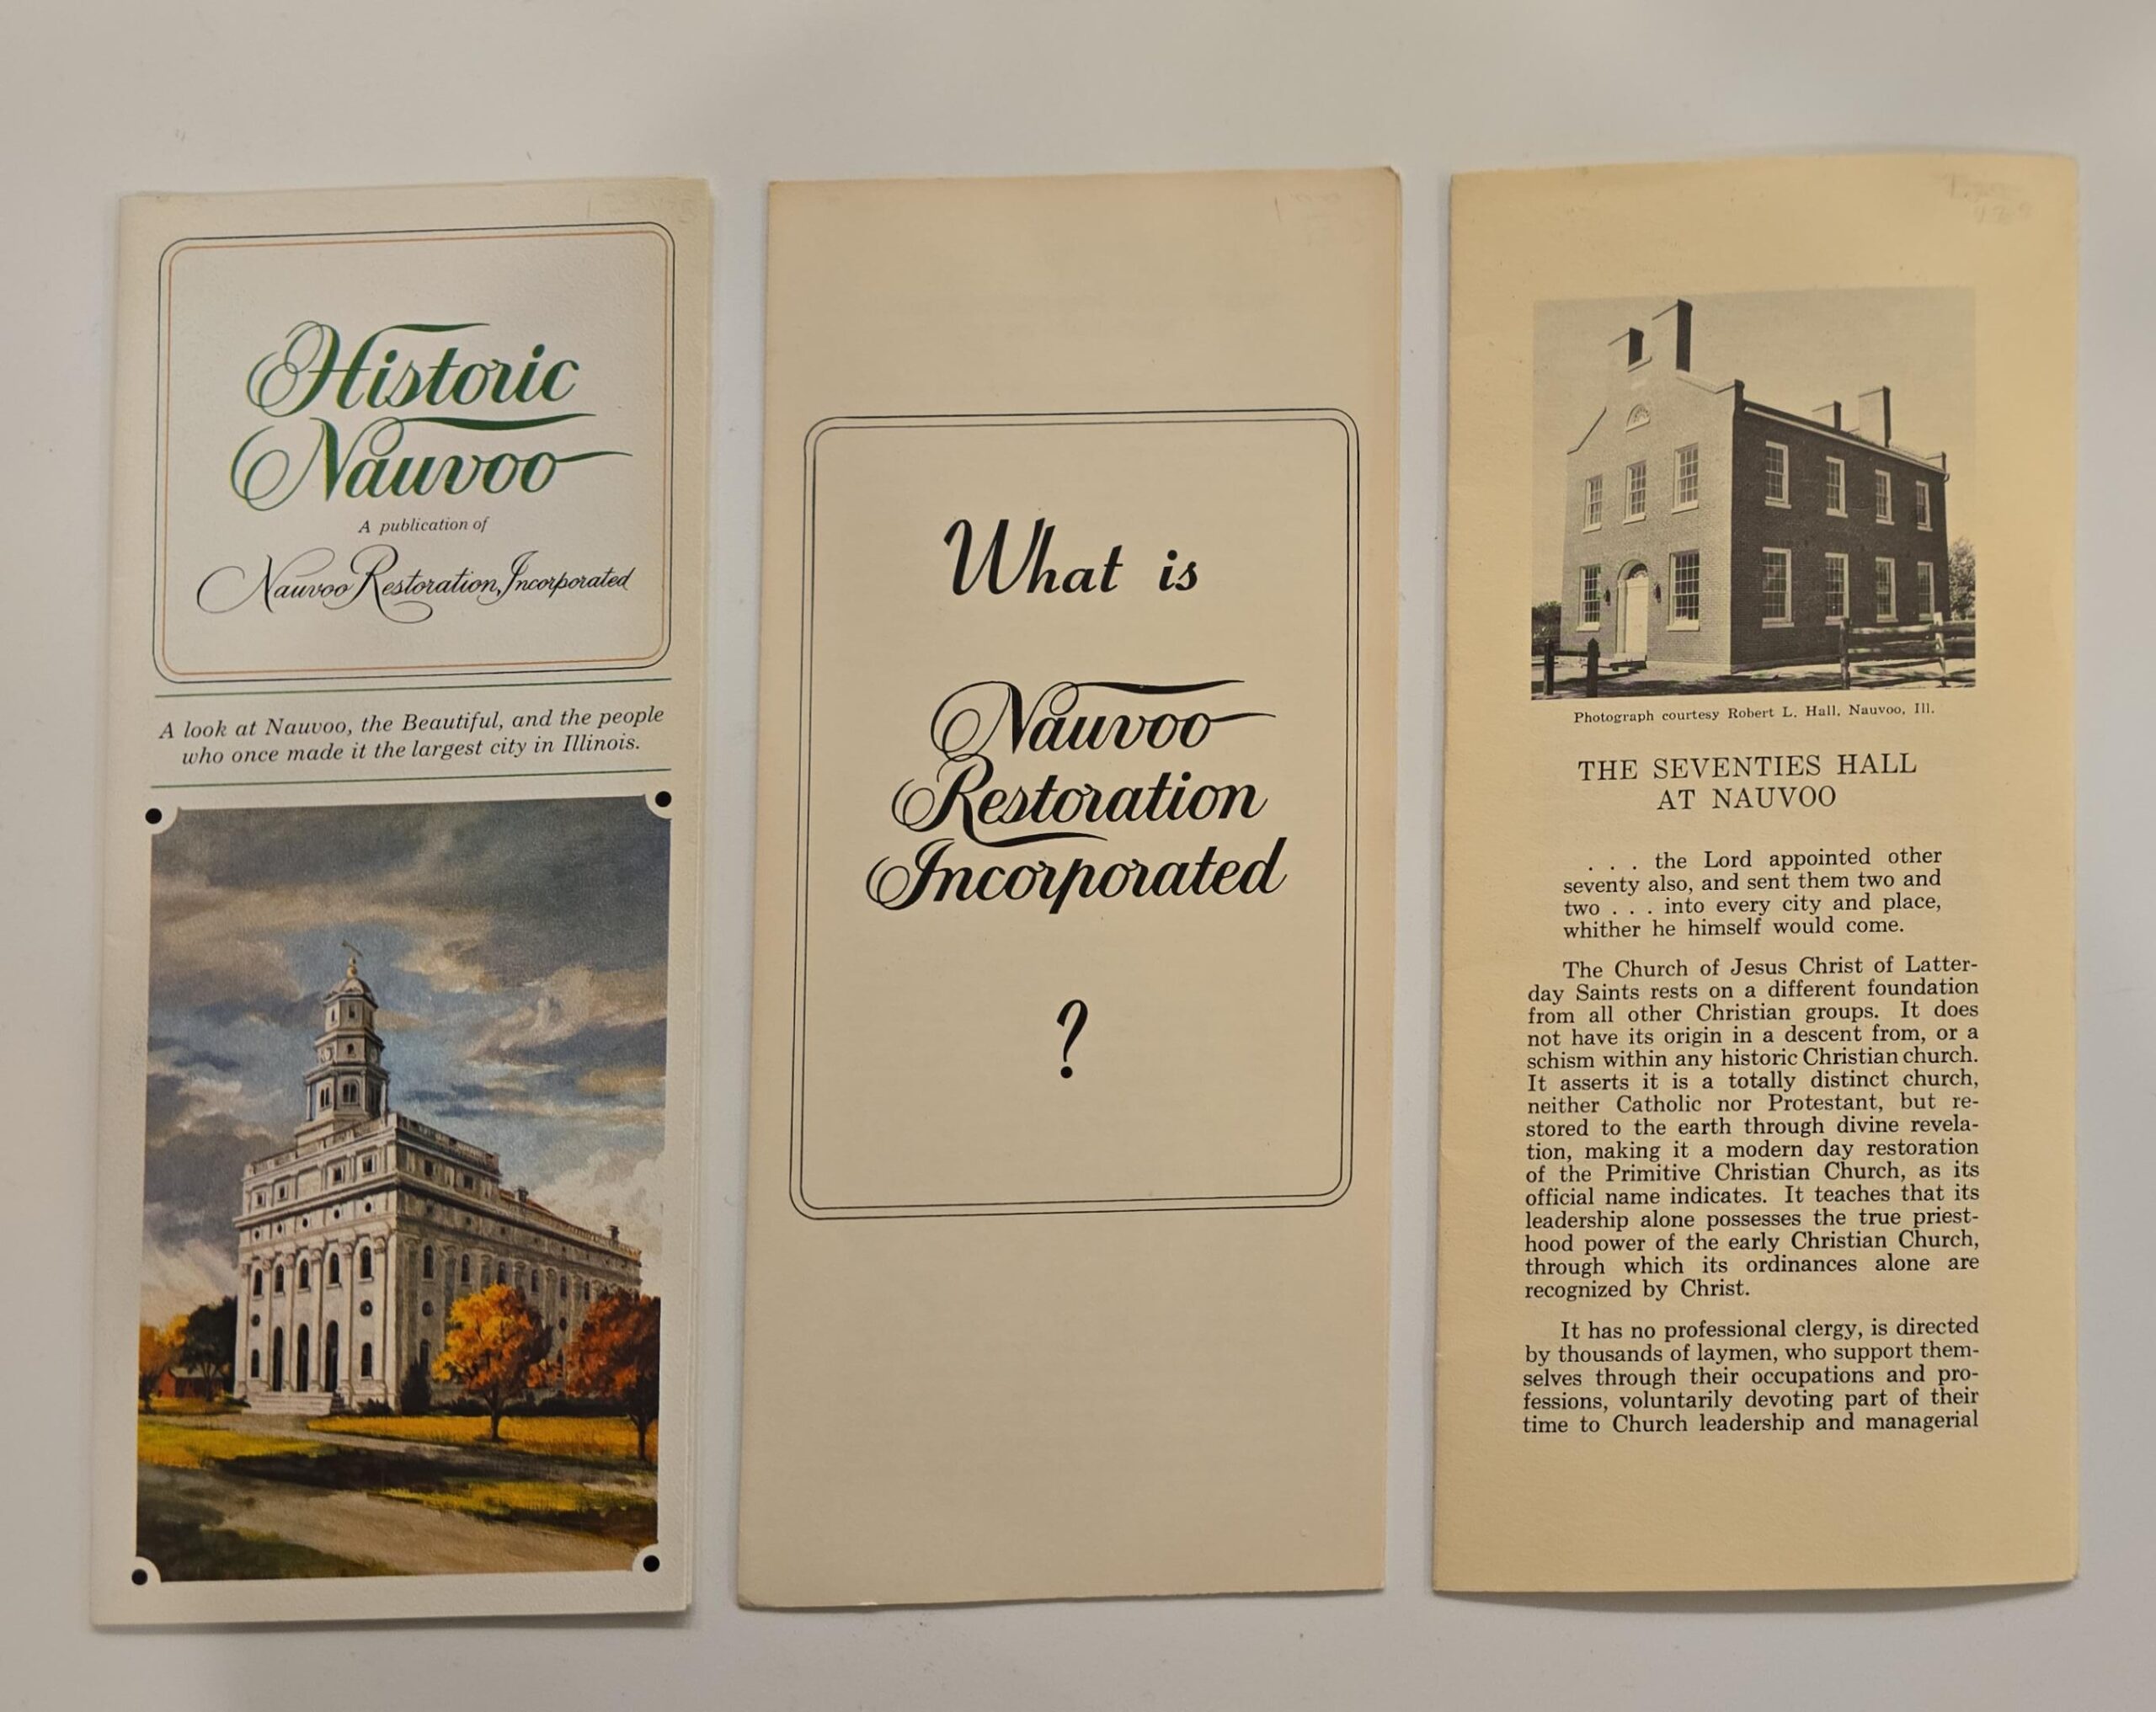 Historic
Nauvoo
A publication of
Nauvoo Restoration, Incorporated
A look at Nauvoo, the Beautiful, and the people
who once made it the largest city in Illinois.
What is
Nauvoo
Restoration
Incorporated
?
Photograph courtesy Robert L. Hall, Nauvoo, Ill.
THE SEVENTIES HALL
AT NAUVOO
. . . the Lord appointed other
seventy also, and sent them two and
two . . . into every city and place,
whither he himself would come.
The Church of Jesus Christ of Latter-
day Saints rests on a different foundation
from all other Christian groups. It does
not have its origin in a descent from, or a
schism within any historic Christian church.
It asserts it is a totally distinct church,
neither Catholic nor Protestant, but re-
stored to the earth through divine revela-
tion, making it a modern day restoration
of the Primitive Christian Church, as its
official name indicates. It teaches that its
leadership alone possesses the true priest-
hood power of the early Christian Church,
through which its ordinances alone are
recognized by Christ.
It has no professional clergy, is directed
by thousands of laymen, who support them-
selves through their occupations and pro-
fessions, voluntarily devoting part of their
time to Church leadership and managerial